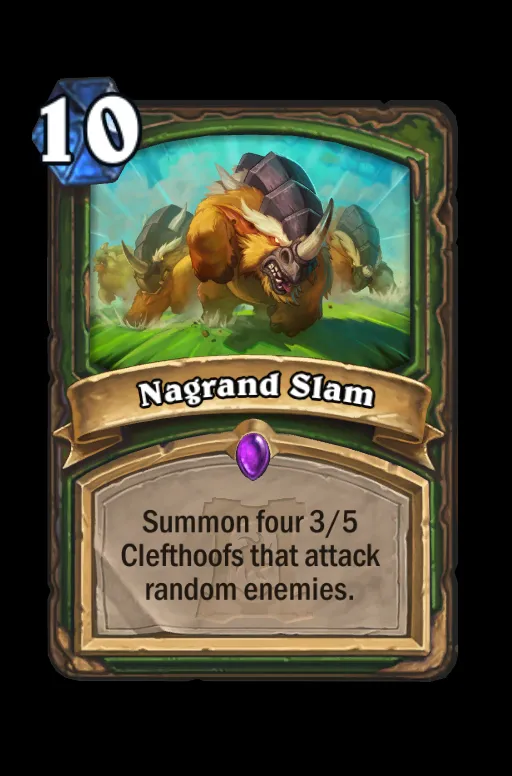 10
Nagrand Slam
Summon four 3/5
Clefthoofs that attack
random enemies.